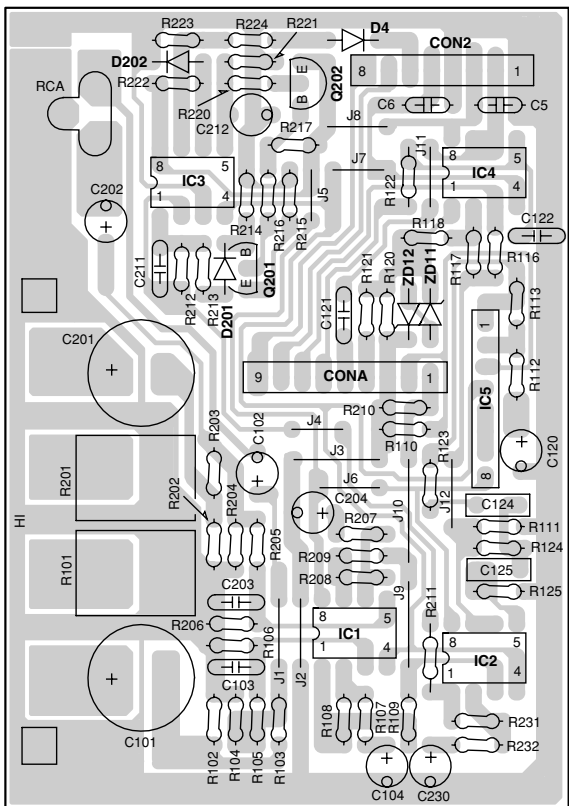 R223
R224
R221
D4
D202
CON2
RCA
R222
E
B
Q202
8
1
R220
C212
C6
C5
R217
J8
J11
8
5
IC3
1
4
J7
R122
8
5
IC4
1
4
C202
J5
R214
R216
R215
R118
C122
C211
B
E
Q201
R121
R120
ZD12
ZD11
R117
R116
R212
R213
D201
C121
R113
C201
1
IC5
8
9
CONA
1
R112
R203
C102
J4
R210
R110
R123
C120
J3
R201
R202
R204
J6
J12
C204
C124
HI
R205
R207
J10
R111
R124
R209
R101
R208
C125
C203
J9
R211
R125
R206
R106
8
5
IC1
1
4
8
5
IC2
1
4
C103
J1
J2
C101
R108
R107
R109
R231
R102
R104
R105
R103
R232
C104
C230